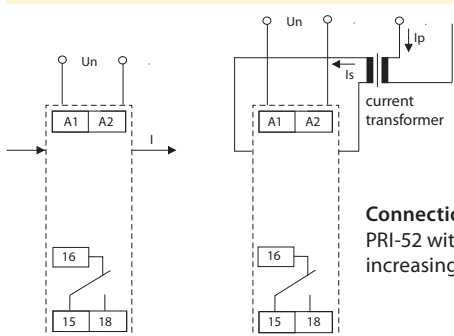 Un
A1 A2
I
16
15 18
Un
Ip
Is
current
transformer
A1 A2
16
15 18
Connectio
PRI-52 wit
increasing